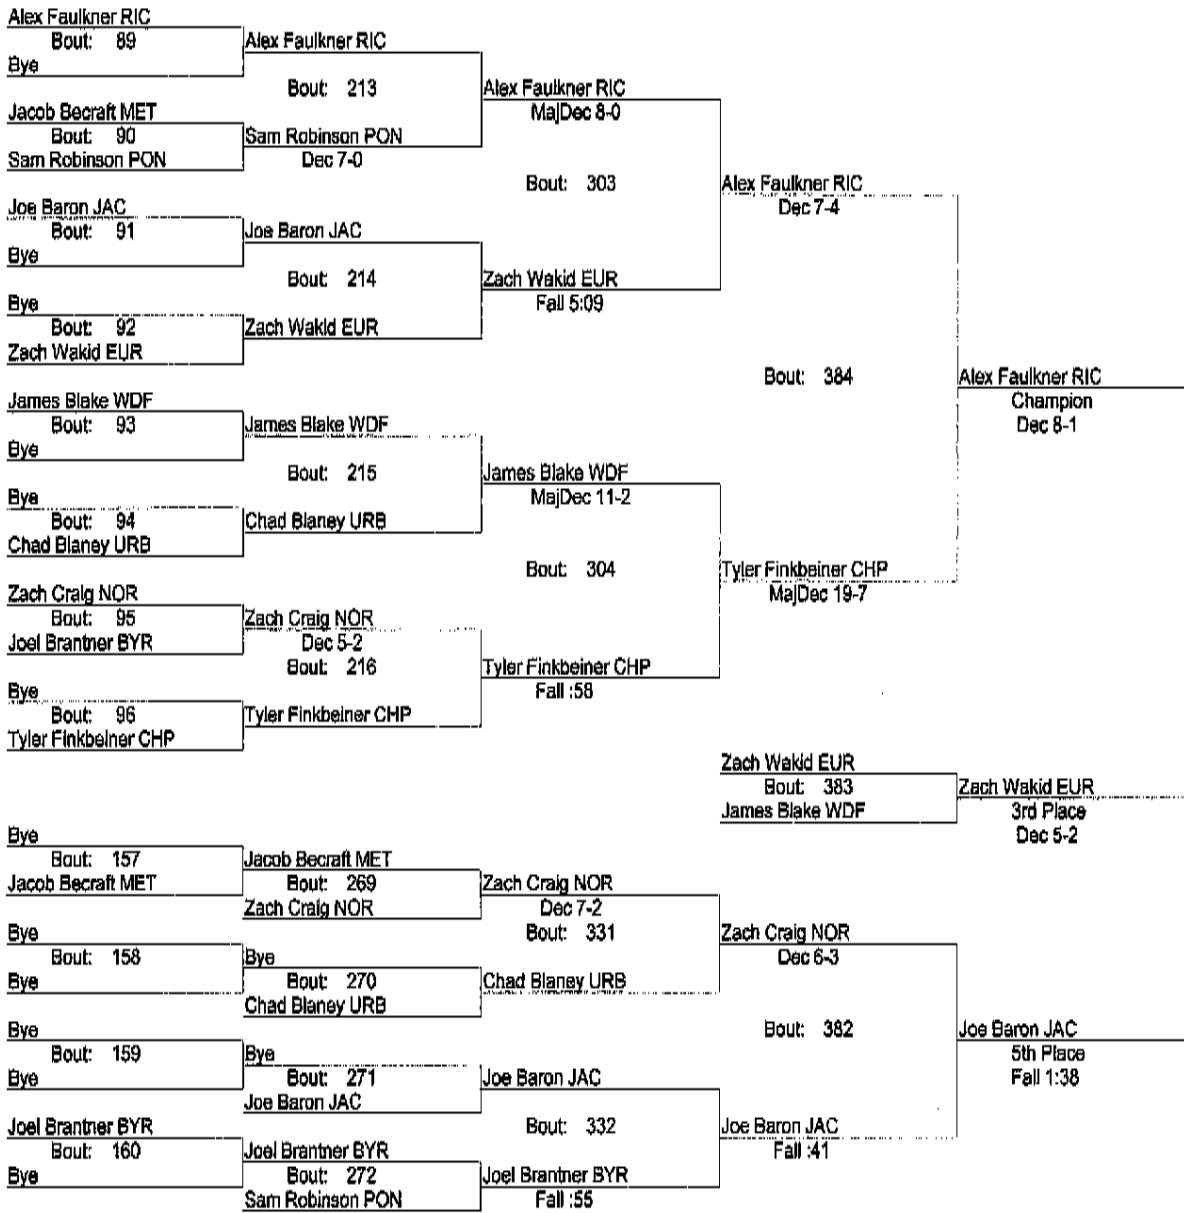 Alex Faulkner RIC
Bout: 89
Bye
Alex Faulkner RIC
Bout: 213
Jacob Becraft MET
Bout: 90
Sam Robinson PON
Sam Robinson PON
Dec 7-0
Alex Faulkner RIC
MajDec 8-0
Bout: 303
Joe Baron JAC
Bout: 91
Bye
Joe Baron JAC
Bout: 214
Bye
Bout: 92
Zach Wakid EUR
Zach Wakid EUR
Zach Wakid EUR
Fall 5:09
Alex Faulkner RIC
Dec 7-4
Bout: 384
Alex Faulkner RIC
Champion
Dec 8-1
James Blake WDF
Bout: 93
Bye
James Blake WDF
Bout: 215
Bye
Bout: 94
Chad Blaney URB
Chad Blaney URB
James Blake WDF
MajDec 11-2
Bout: 304
Zach Craig NOR
Bout: 95
Joel Brantner BYR
Zach Craig NOR
Dec 5-2
Bout: 216
Bye
Bout: 96
Tyler Finkbeiner CHP
Tyler Finkbeiner CHP
Tyler Finkbeiner CHP
Fall :58
Tyler Finkbeiner CHP
MajDec 19-7
Zach Wakid EUR
Bout: 383
James Blake WDF
Zach Wakid EUR
3rd Place
Dec 5-2
Bye
Bout: 157
Jacob Becraft MET
Jacob Becraft MET
Bout: 269
Zach Craig NOR
Zach Craig NOR
Dec 7-2
Bout: 331
Bye
Bout: 158
Bye
Bye
Bout: 270
Chad Blaney URB
Chad Blaney URB
Zach Craig NOR
Dec 6-3
Bout: 382
Joe Baron JAC
5th Place
Fall 1:38
Bye
Bout: 159
Bye
Bye
Bout: 271
Joe Baron JAC
Joe Baron JAC
Bout: 332
Joel Brantner BYR
Bout: 160
Bye
Joel Brantner BYR
Bout: 272
Sam Robinson PON
Joel Brantner BYR
Fall :55
Joe Baron JAC
Fall :41